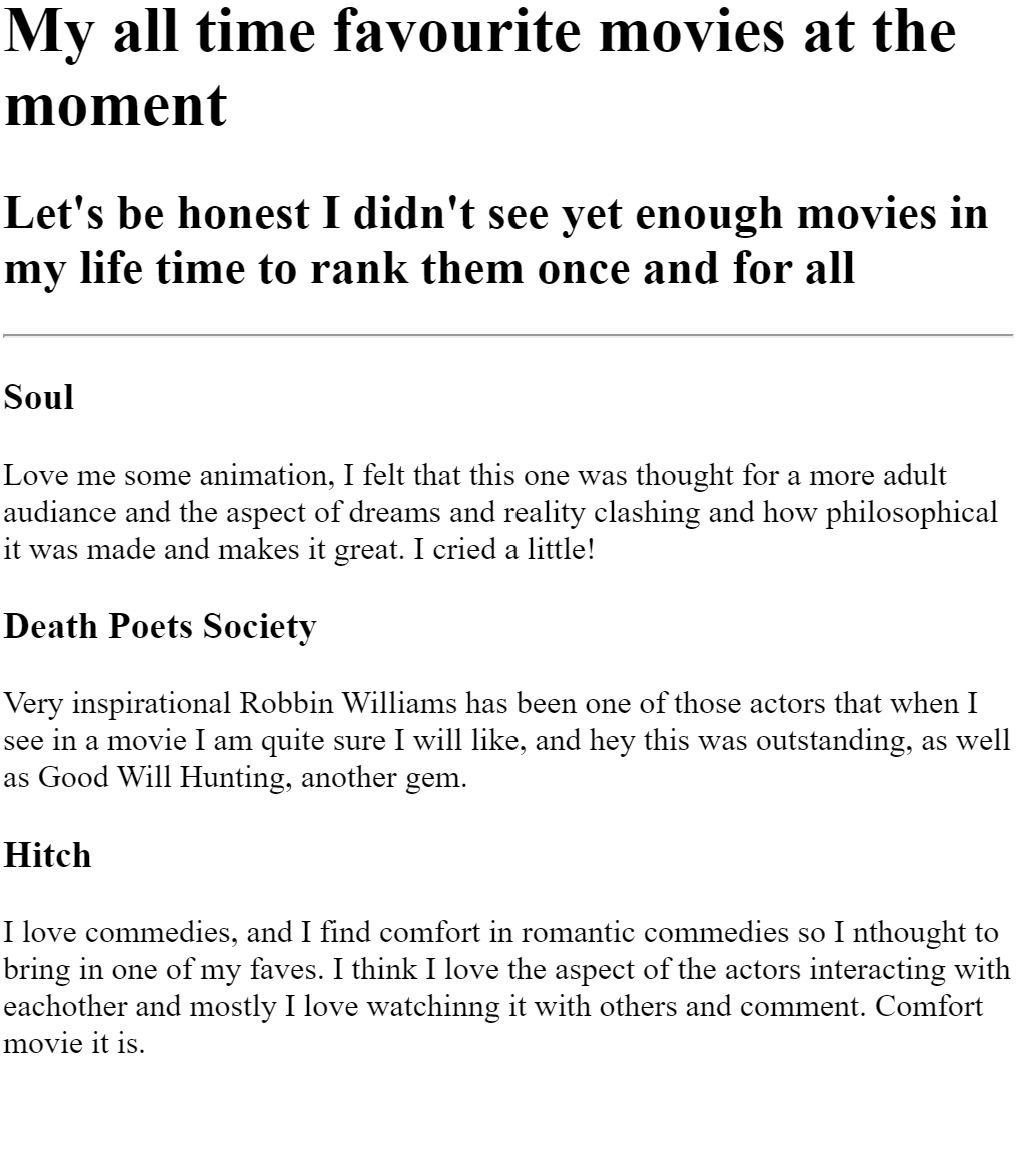 My all time favourite movies at the
moment
Let's be honest I didn't see yet enough movies in
my life time to rank them once and for all
Soul
Love me some animation, I felt that this one was thought for a more adult
audiance and the aspect of dreams and reality clashing and how philosophical
it was made and makes it great. I cried a little!
Death Poets Society
Very inspirational Robbin Williams has been one of those actors that when I
see in a movie I am quite sure I will like, and hey this was outstanding, as well
as Good Will Hunting, another gem.
Hitch
I love commedies, and I find comfort in romantic commedies so I nthought to
bring in one of my faves. I think I love the aspect of the actors interacting with
eachother and mostly I love watchinng it with others and comment. Comfort
movie it is.